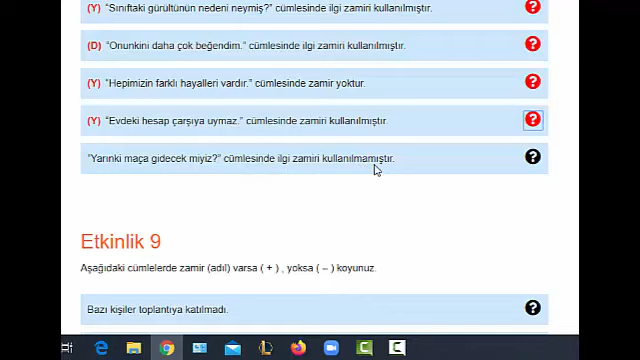 (Y) “Sınıftaki gürültünün nedeni neymiş?” cümlesinde ilgi zamiri kullanılmıştır.
(D) “Onunkini daha çok beğendim.” cümlesinde ilgi zamiri kullanılmıştır.
(Y) “Hepimizin farklı hayalleri vardır.” cümlesinde zamir yoktur.
(Y) “Evdeki hesap çarşıya uymaz.” cümlesinde zamiri kullanılmıştır.
“Yarınki maça gidecek miyiz?” cümlesinde ilgi zamiri kullanılmamıştır.
Etkinlik 9
Aşağıdaki cümlelerde zamir (adıl) varsa ( + ) , yoksa ( – ) koyunuz.
Bazı kişiler toplantıya katılmadı.